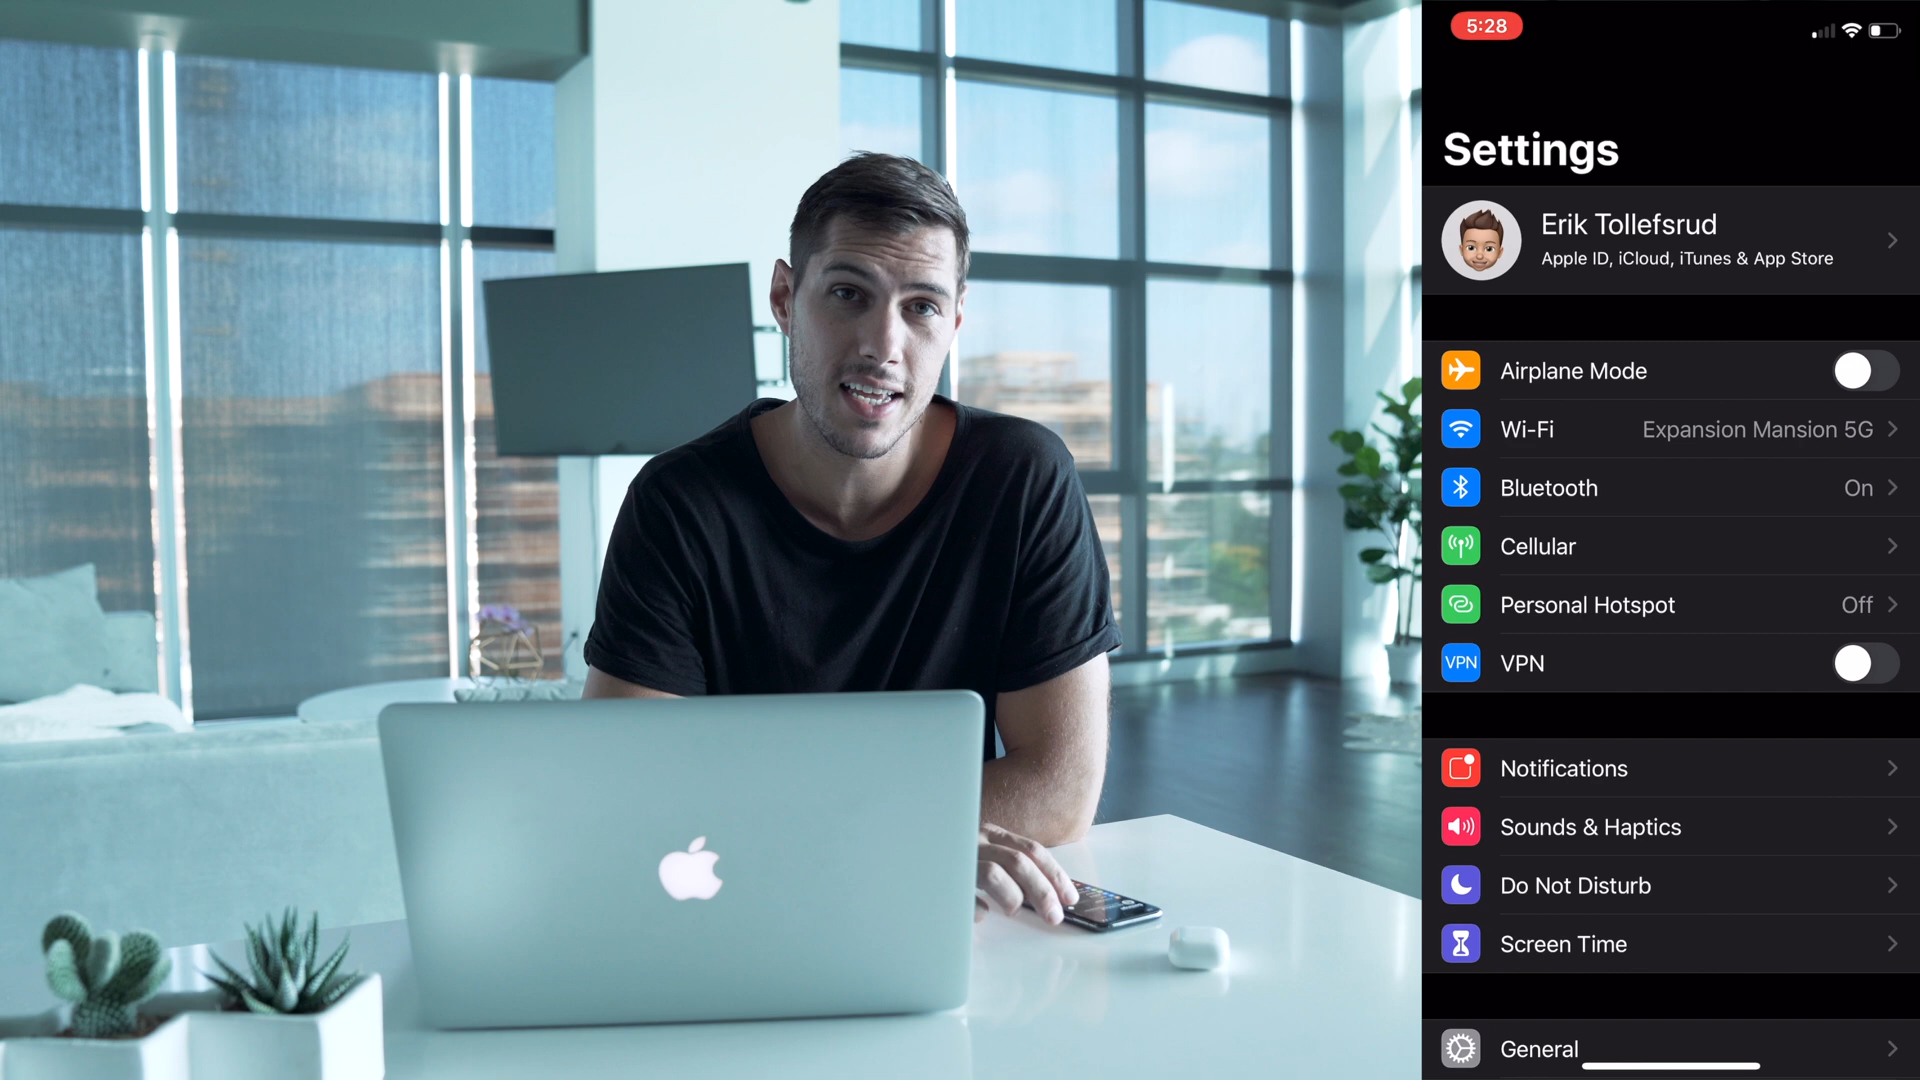 5:28
Settings
Erik Tollefsrud
Apple ID, iCloud, iTunes & App Store
Airplane Mode
Wi-Fi Expansion Mansion 5G
Bluetooth On
Cellular
Personal Hotspot Off
VPN VPN
Notifications
Sounds & Haptics
Do Not Disturb
Screen Time
General